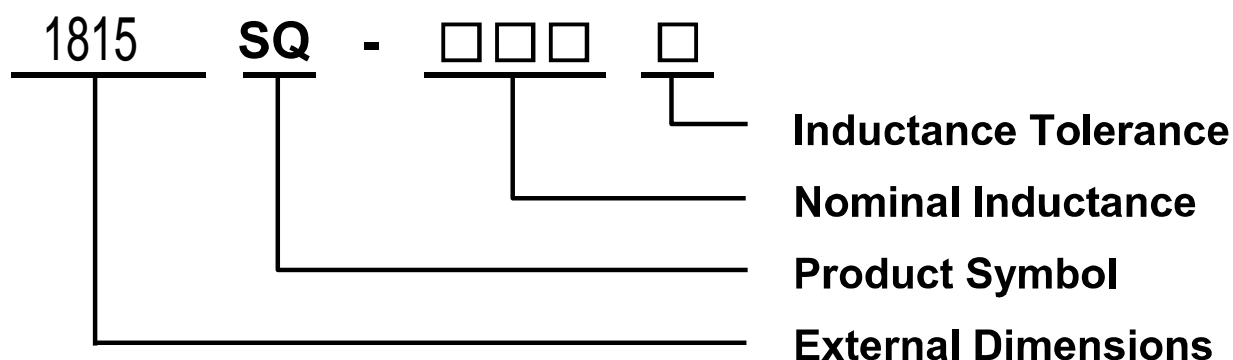 1815 SQ - □□□ □
Inductance Tolerance
Nominal Inductance
Product Symbol
External Dimensions